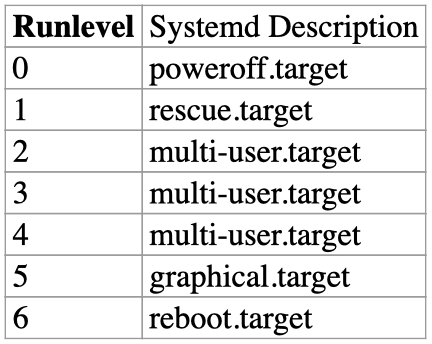 Runlevel Systemd Description
0 poweroff.target
1 rescue.target
2 multi-user.target
3 multi-user.target
4 multi-user.target
5 graphical.target
6 reboot.target